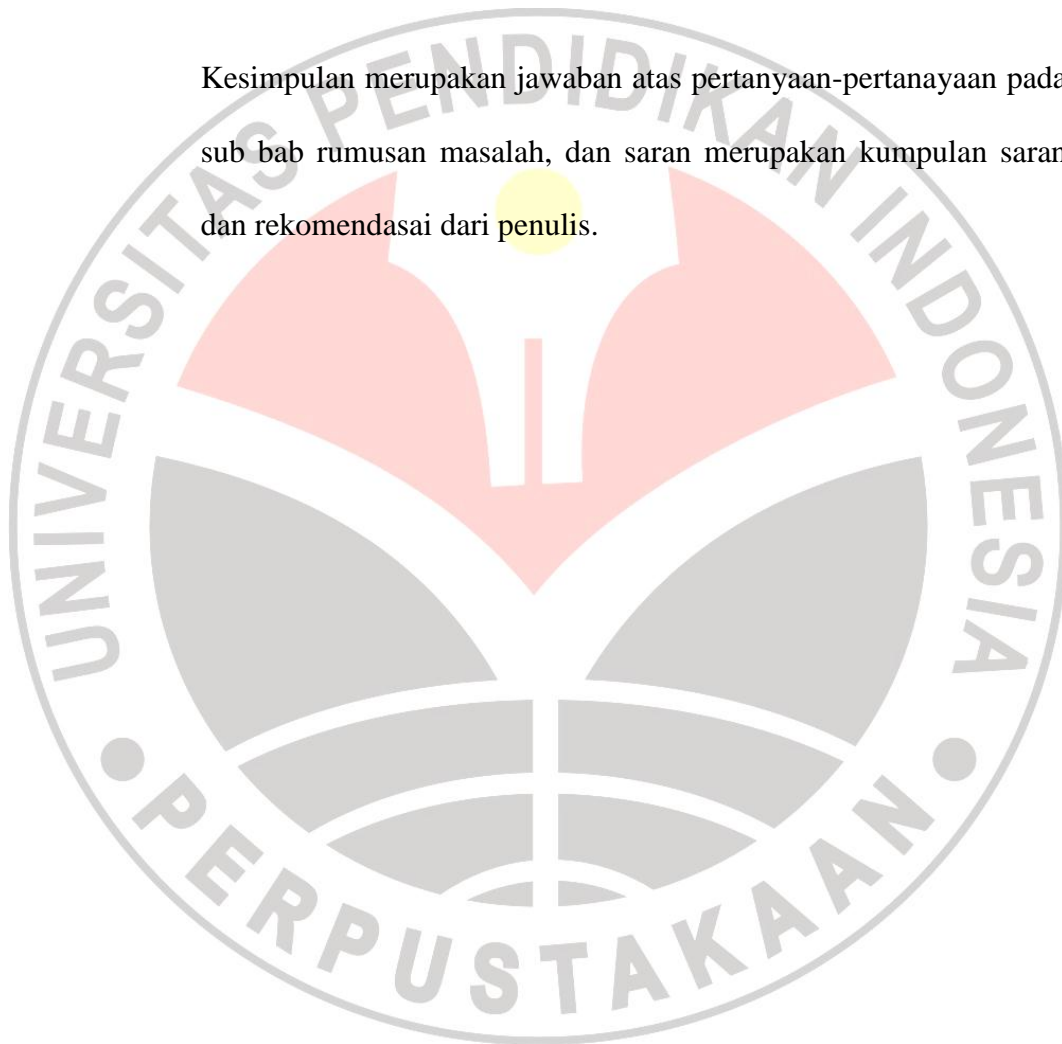 Kesimpulan merupakan jawaban atas pertanyaan-pertanayaan pada
sub bab rumusan masalah, dan saran merupakan kumpulan saran
dan rekomendasai dari penulis.
UNIVERSITAS PENDIDIKAN INDONESIA
PERPUSTAKAAN